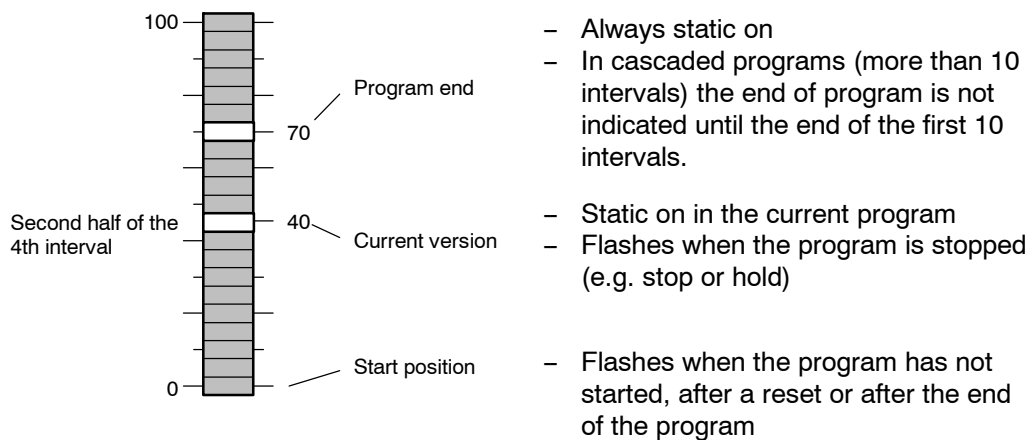 100
Program end
70
Second half of the
4th interval
40
Current version
Start position
0
– Always static on
– In cascaded programs (more than 10
intervals) the end of program is not
indicated until the end of the first 10
intervals.
– Static on in the current program
– Flashes when the program is stopped
(e.g. stop or hold)
– Flashes when the program has not
started, after a reset or after the end
of the program